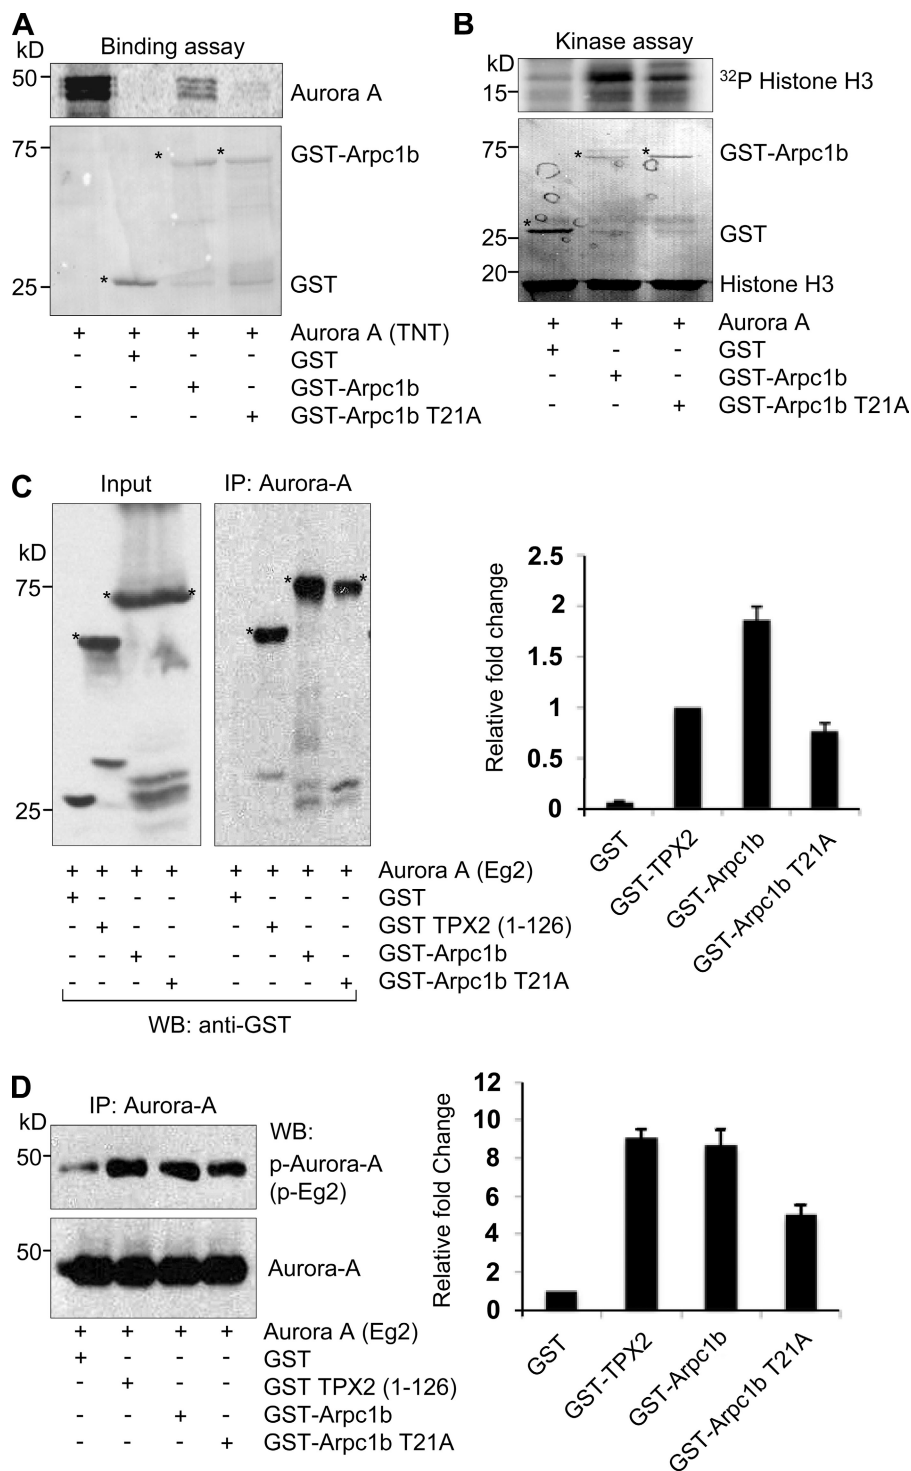 A
Binding assay
kD
50
Aurora A
75
GST-Arpc1b
*
*
*
GST
25
+ + + + Aurora A (TNT)
- + - - GST
- - + - GST-Arpc1b
- - - + GST-Arpc1b T21A
B
Kinase assay
kD
15
32P Histone H3
75
GST-Arpc1b
*
*
*
25
GST
20
Histone H3
+ + + Aurora A
+ - - GST
- + - GST-Arpc1b
- - + GST-Arpc1b T21A
C
Input
IP: Aurora-A
kD
75
*
*
*
*
*
*
25
+ + + + + + + + Aurora A (Eg2)
+ - - - + - - - GST
- + - - - + - - GST TPX2 (1-126)
- - + - - - + - GST-Arpc1b
- - - + - - - + GST-Arpc1b T21A
WB: anti-GST
Relative fold change
2.5
2
1.5
1
0.5
0
GST
GST-TPX2
GST-Arpc1b
GST-Arpc1b T21A
D
IP: Aurora-A
kD
50
WB:
p-Aurora-A
(p-Eg2)
50
Aurora-A
+ + + + Aurora A (Eg2)
+ - - - GST
- + - - GST TPX2 (1-126)
- - + - GST-Arpc1b
- - - + GST-Arpc1b T21A
Relative fold Change
12
10
8
6
4
2
0
GST
GST-TPX2
GST-Arpc1b
GST-Arpc1b T21A